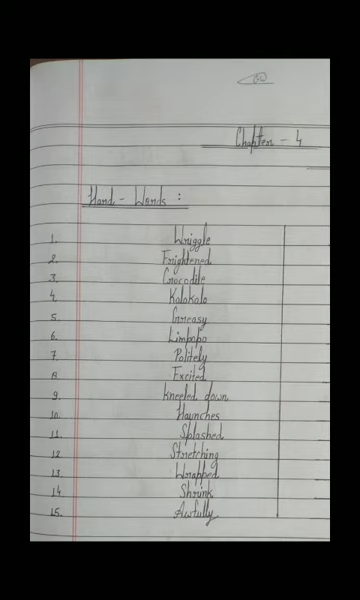 Chapter - 4
Hard - Words :
1. Wriggle
2. Frightened
3. Crocodile
4. Kolokolo
5. Greasy
6. Limpopo
7. Politely
8. Excited
9. Kneeled down
10. Haunches
11. Splashed
12 Stretching
13 Wrapped
14 Shrink
15. Awfully